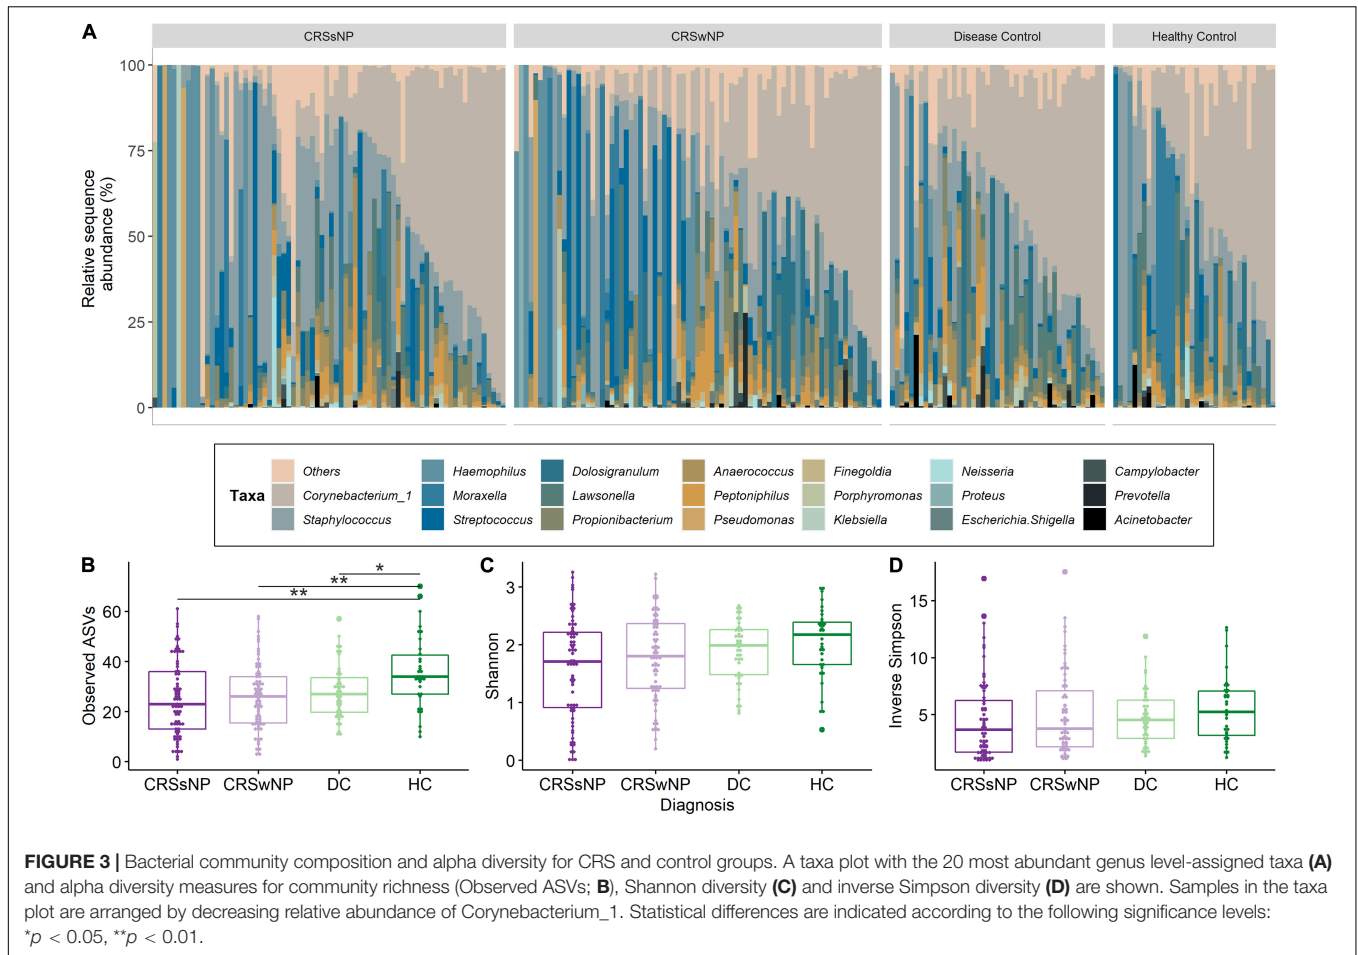 A
CRSsNP
CRSwNP
Disease Control
Healthy Control
Relative sequence
abundance (%)
100
75
50
25
0
Taxa
Others
Corynebacterium_1
Staphylococcus
Haemophilus
Moraxella
Streptococcus
Dolosigranulum
Lawsonella
Propionibacterium
Anaerococcus
Peptoniphilus
Pseudomonas
Finegoldia
Porphyromonas
Klebsiella
Neisseria
Proteus
Escherichia.Shigella
Campylobacter
Prevotella
Acinetobacter
B
Observed ASVs
60
40
20
0
*
**
**
CRSsNP CRSwNP DC HC
C
Shannon
3
2
1
0
CRSsNP CRSwNP DC HC
Diagnosis
D
Inverse Simpson
15
10
5
CRSsNP CRSwNP DC HC
FIGURE 3 | Bacterial community composition and alpha diversity for CRS and control groups. A taxa plot with the 20 most abundant genus level-assigned taxa (A)
and alpha diversity measures for community richness (Observed ASVs; B), Shannon diversity (C) and inverse Simpson diversity (D) are shown. Samples in the taxa
plot are arranged by decreasing relative abundance of Corynebacterium_1. Statistical differences are indicated according to the following significance levels:
*p < 0.05, **p < 0.01.